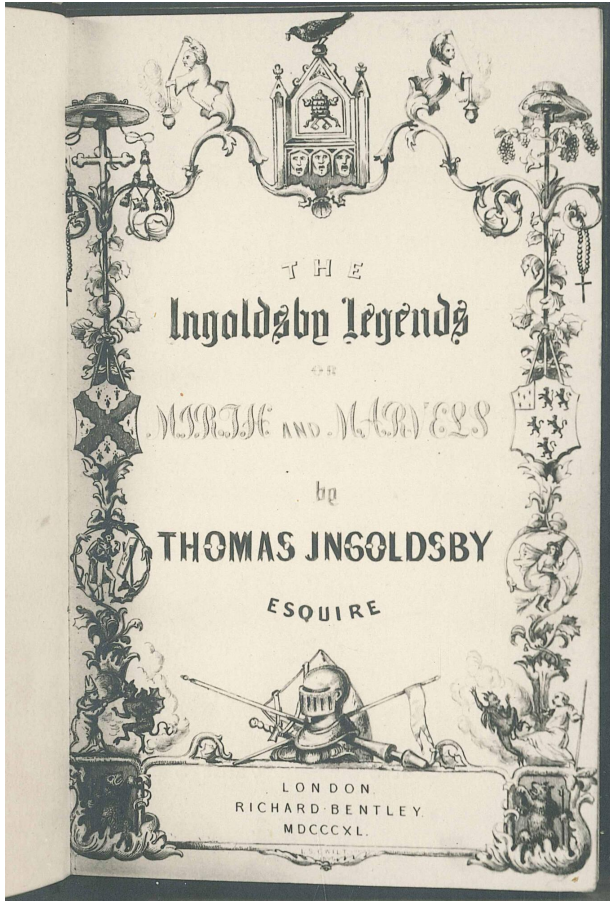 THE
Ingoldsby Legends
OR
MIRTH AND MARVELS
by
THOMAS INGOLDSBY
ESQUIRE
LONDON
RICHARD BENTLEY.
MDCCCXL.